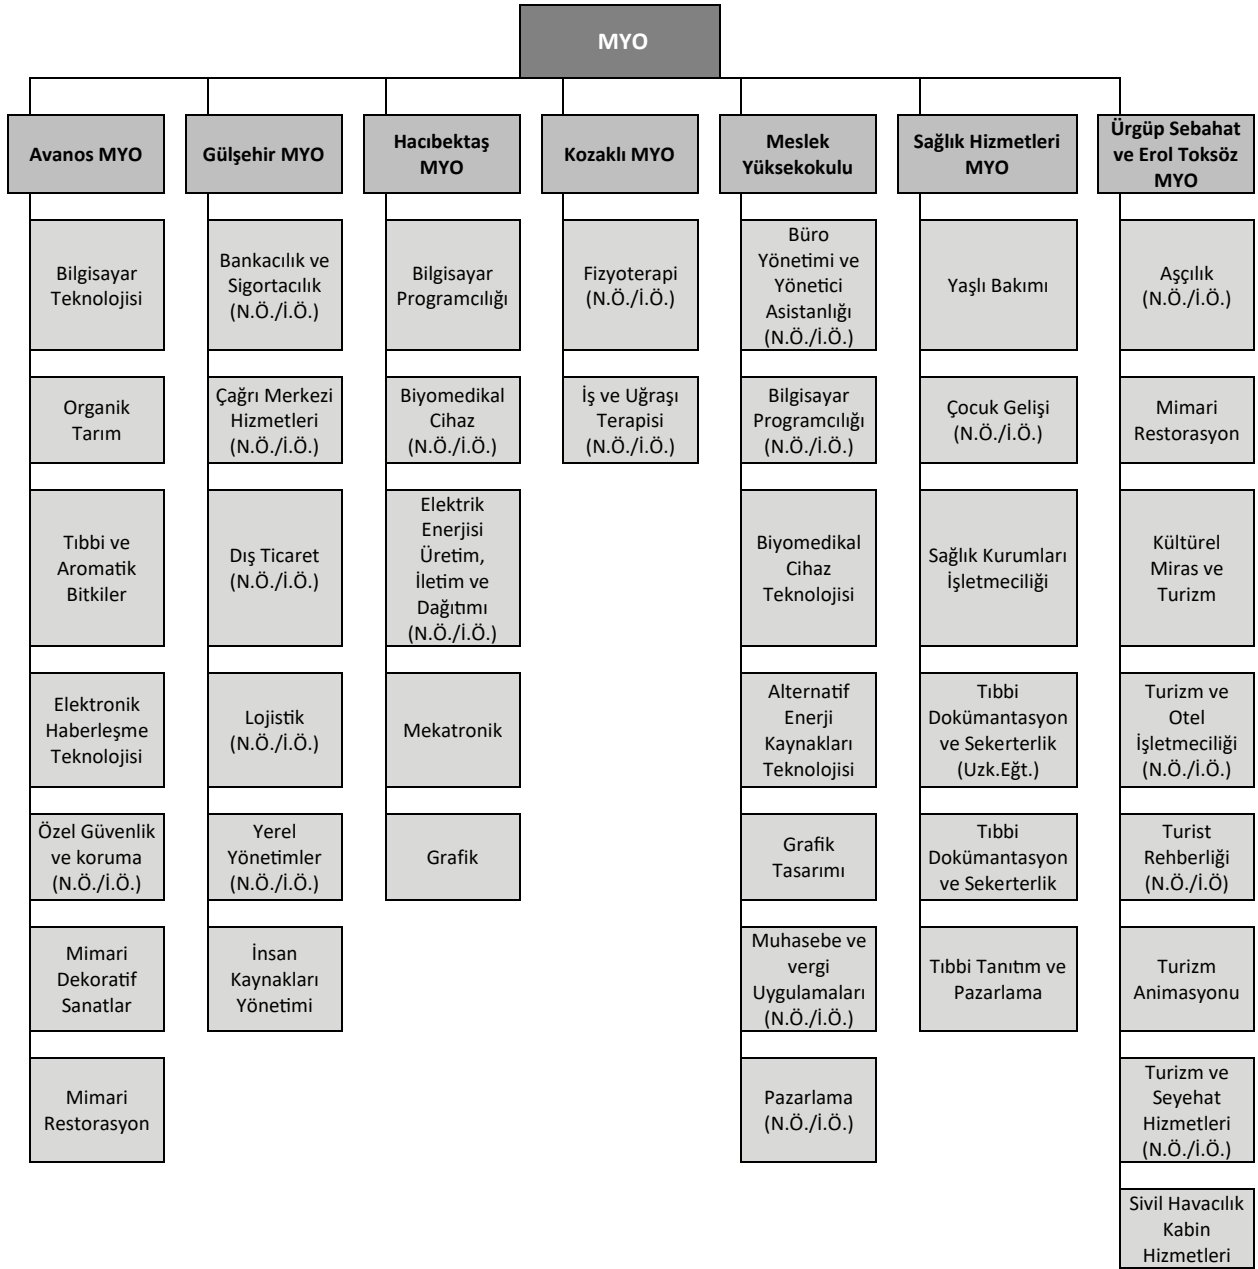 MYO
Avanos MYO
Bilgisayar
Teknolojisi
Organik
Tarım
Tıbbi ve
Aromatik
Bitkiler
Elektronik
Haberleşme
Teknolojisi
Özel Güvenlik
ve koruma
(N.Ö./İ.Ö.)
Mimari
Dekoratif
Sanatlar
Mimari
Restorasyon
Gülşehir MYO
Bankacılık ve
Sigortacılık
(N.Ö./İ.Ö.)
Çağrı Merkezi
Hizmetleri
(N.Ö./İ.Ö.)
Dış Ticaret
(N.Ö./İ.Ö.)
Lojistik
(N.Ö./İ.Ö.)
Yerel
Yönetimler
(N.Ö./İ.Ö.)
İnsan
Kaynakları
Yönetimi
Hacıbektaş
MYO
Bilgisayar
Programcılığı
Biyomedikal
Cihaz
(N.Ö./İ.Ö.)
Elektrik
Enerjisi
Üretim,
İletim ve
Dağıtımı
(N.Ö./İ.Ö.)
Mekatronik
Grafik
Kozaklı MYO
Fizyoterapi
(N.Ö./İ.Ö.)
İş ve Uğraşı
Terapisi
(N.Ö./İ.Ö.)
Meslek
Yüksekokulu
Büro
Yönetimi ve
Yönetici
Asistanlığı
(N.Ö./İ.Ö.)
Bilgisayar
Programcılığı
(N.Ö./İ.Ö.)
Biyomedikal
Cihaz
Teknolojisi
Alternatif
Enerji
Kaynakları
Teknolojisi
Grafik
Tasarımı
Muhasebe ve
vergi
Uygulamaları
(N.Ö./İ.Ö.)
Pazarlama
(N.Ö./İ.Ö.)
Sağlık Hizmetleri
MYO
Yaşlı Bakımı
Çocuk Gelişi
(N.Ö./İ.Ö.)
Sağlık Kurumları
İşletmeciliği
Tıbbi
Dokümantasyon
ve Sekerterlik
(Uzk.Eğt.)
Tıbbi
Dokümantasyon
ve Sekerterlik
Tıbbi Tanıtım ve
Pazarlama
Ürgüp Sebahat
ve Erol Toksöz
MYO
Aşçılık
(N.Ö./İ.Ö.)
Mimari
Restorasyon
Kültürel
Miras ve
Turizm
Turizm ve
Otel
İşletmeciliği
(N.Ö./İ.Ö.)
Turist
Rehberliği
(N.Ö./İ.Ö)
Turizm
Animasyonu
Turizm ve
Seyehat
Hizmetleri
(N.Ö./İ.Ö.)
Sivil Havacılık
Kabin
Hizmetleri